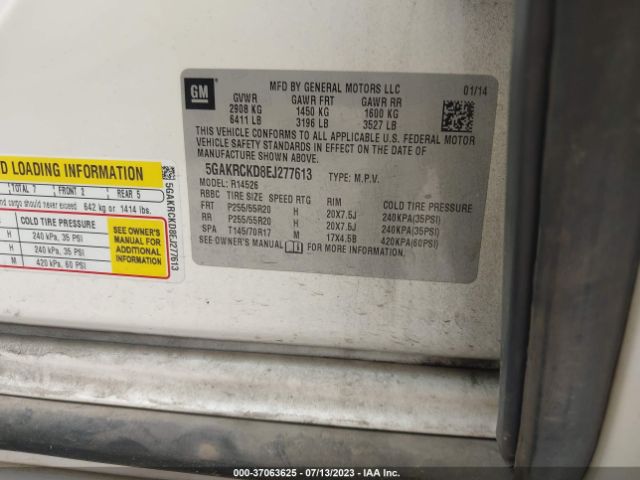 GM
MFD BY GENERAL MOTORS LLC
01/14
GVWR GAWR FRT GAWR RR
2908 KG 1450 KG 1600 KG
6411 LB 3196 LB 3527 LB
THIS VEHICLE CONFORMS TO ALL APPLICABLE U.S. FEDERAL MOTOR
VEHICLE SAFETY STANDARDS IN EFFECT ON THE DATE OF
MANUFACTURE SHOWN ABOVE.
5GAKRCKD8EJ277613 TYPE: M.P.V.
MODEL: R14526
RBBC TIRE SIZE SPEED RTG RIM COLD TIRE PRESSURE
FRT P255/55R20 H 20X7.5J 240KPA(35PSI)
RR P255/55R20 H 20X7.5J 240KPA(35PSI)
SPA T145/70R17 M 17X4.5B 420KPA(60PSI)
SEE OWNER'S MANUAL FOR MORE INFORMATION.
D LOADING INFORMATION
TOTAL 7 FRONT 2 REAR 5
and cargo should never exceed 642 kg or 1414 lbs.
COLD TIRE PRESSURE
H 240 kPa, 35 PSI
H 240 kPa, 35 PSI
M 420 kPa, 60 PSI
SEE OWNER'S
MANUAL FOR
ADDITIONAL
INFORMATION
5GAKRCKD8EJ277613
000-37063625 - 07/13/2023 - IAA Inc.